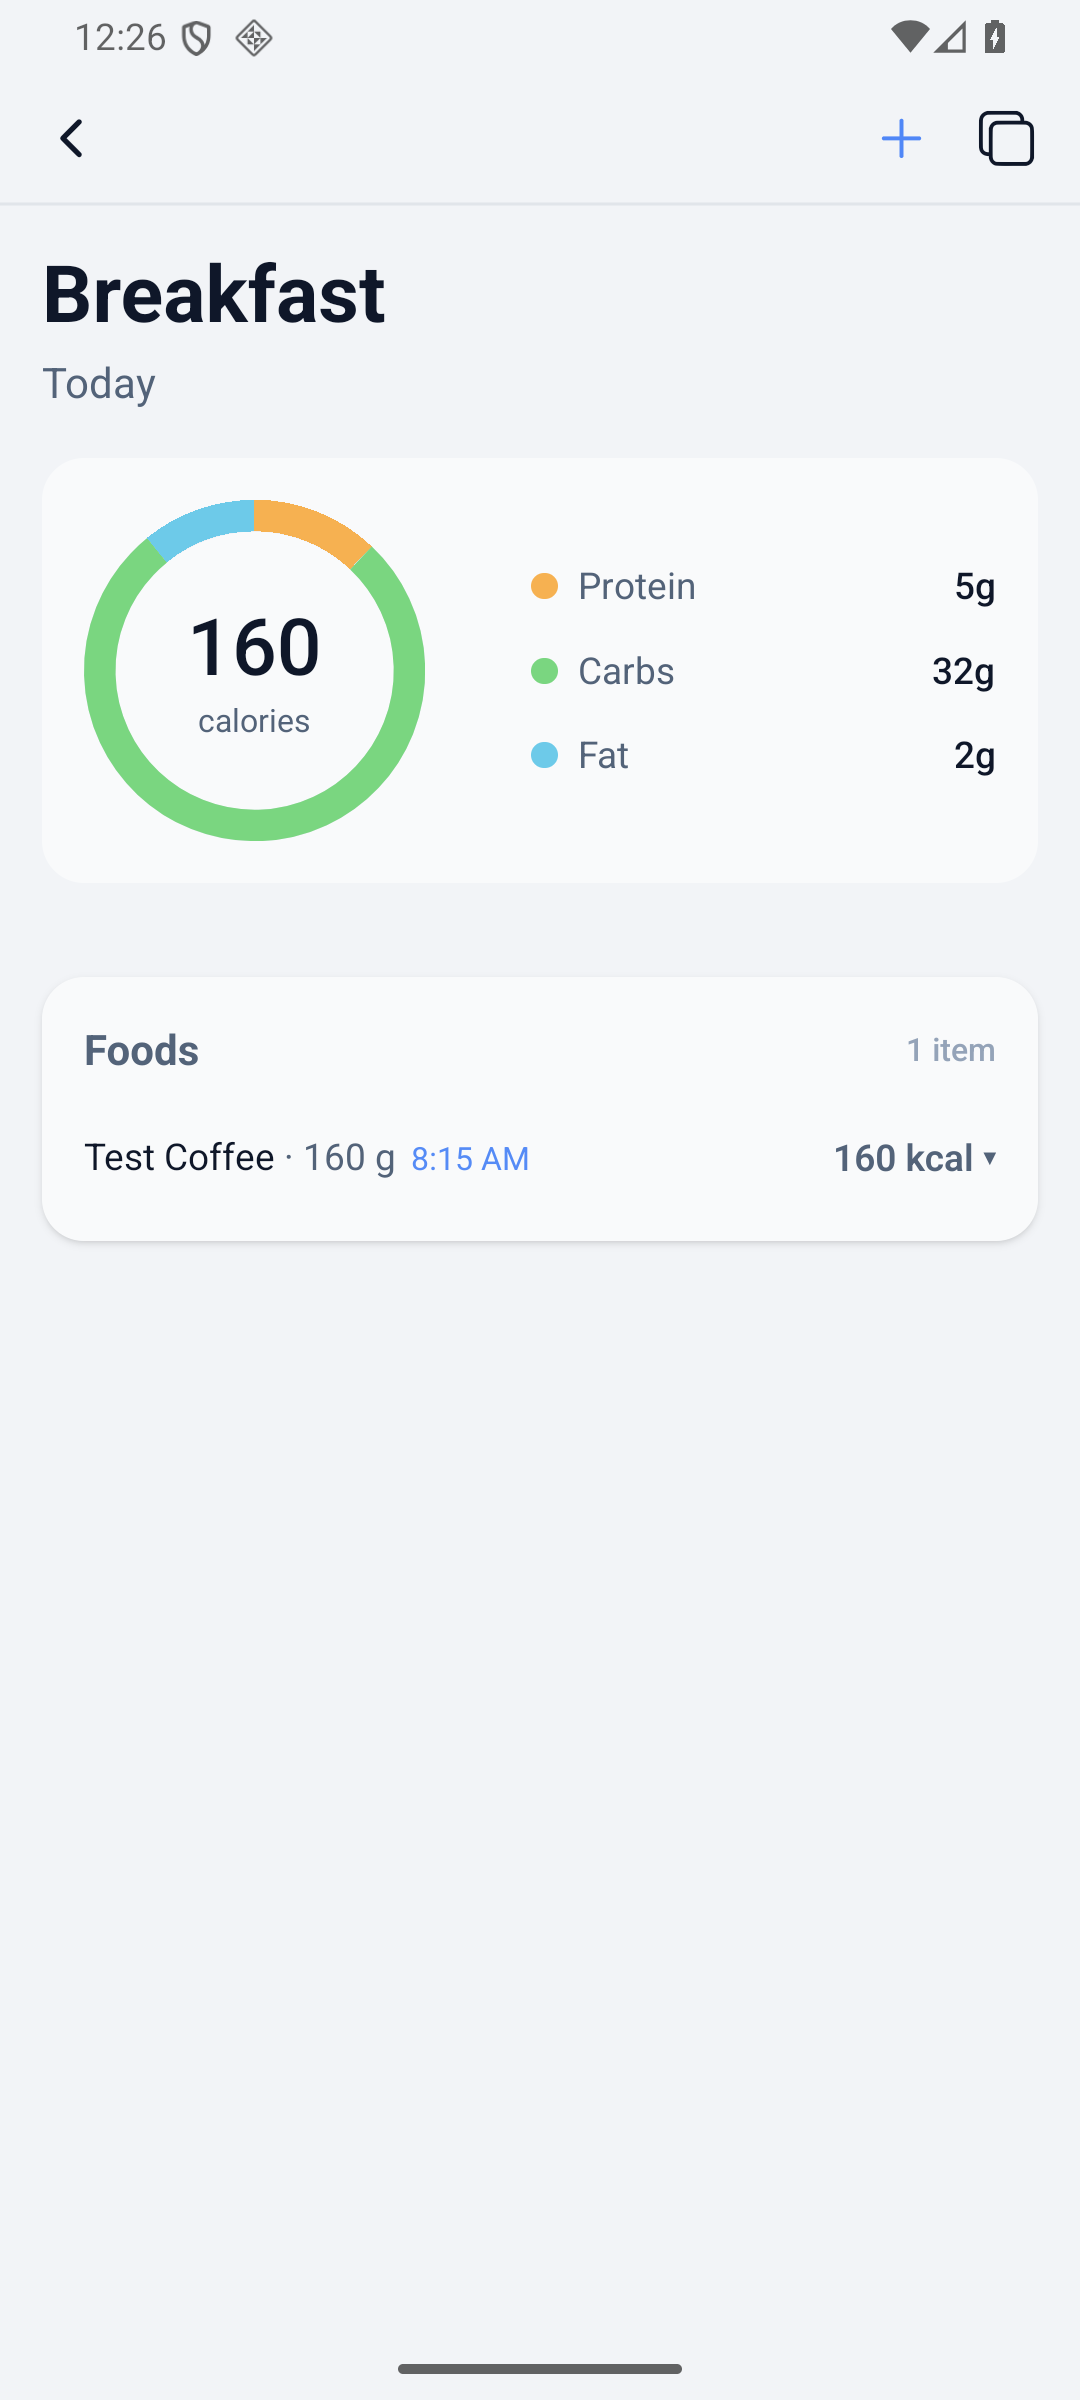 12:26
Breakfast
Today
160
calories
Protein 5g
Carbs 32g
Fat 2g
Foods 1 item
Test Coffee · 160 g 8:15 AM 160 kcal ▾